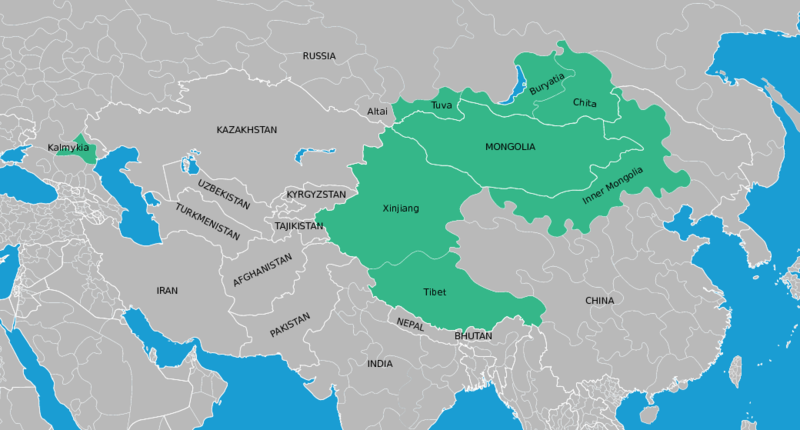 RUSSIA
Buryatia
Chita
Tuva
Altai
KAZAKHSTAN
Kalmykia
MONGOLIA
Inner Mongolia
UZBEKISTAN
KYRGYZSTAN
Xinjiang
TURKMENISTAN
TAJIKISTAN
AFGHANISTAN
IRAN
Tibet
CHINA
PAKISTAN
NEPAL
BHUTAN
INDIA